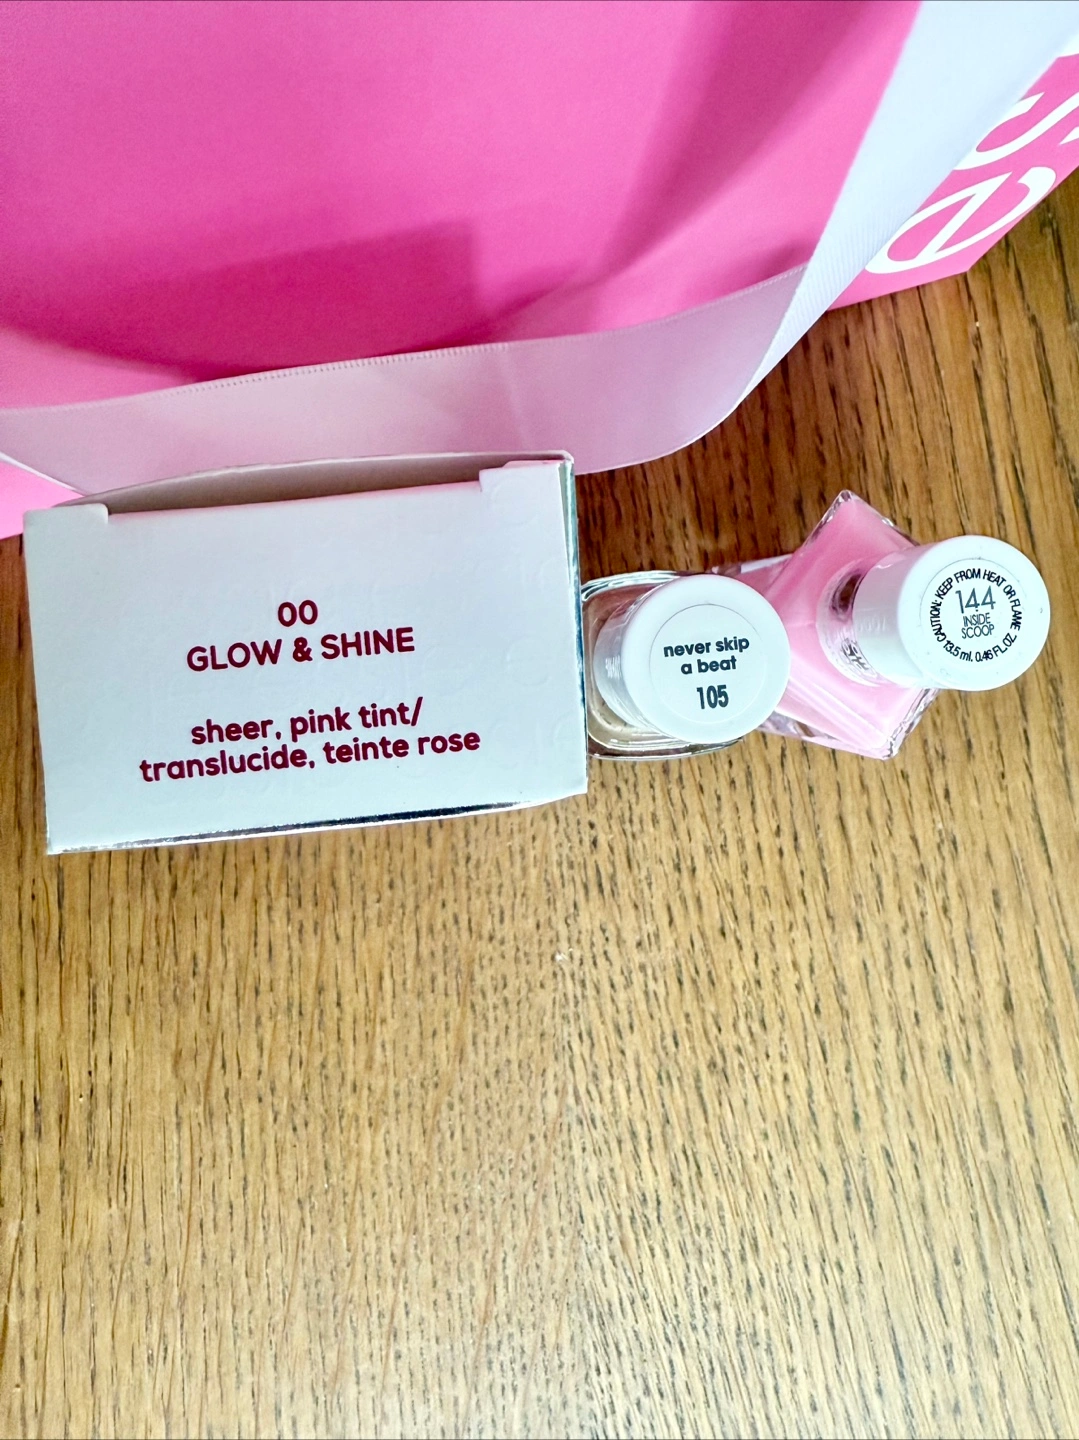 se
00
GLOW & SHINE
sheer, pink tint/
translucide, teinte rose
never skip
a beat
105
CAUTION: KEEP FROM HEAT OR FLAME
144
INSIDE
SCOOP
13.5 ml. 0.46 FL.OZ.